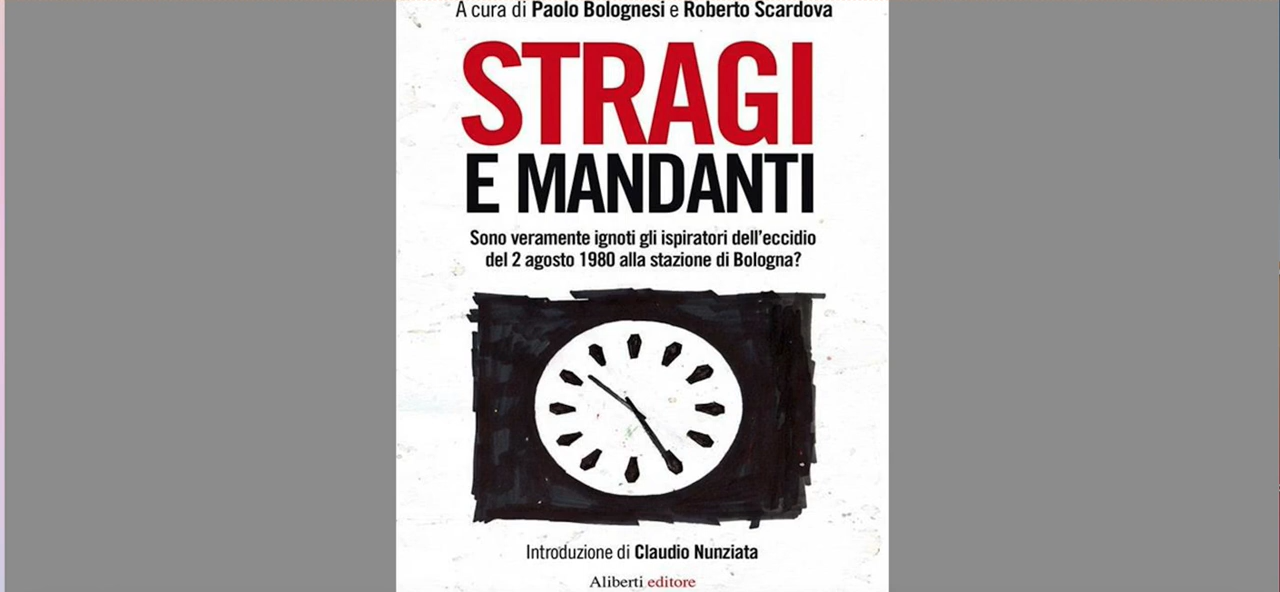 A cura di Paolo Bolognesi e Roberto Scardova
STRAGI
E MANDANTI
Sono veramente ignoti gli ispiratori dell'eccidio
del 2 agosto 1980 alla stazione di Bologna?
Introduzione di Claudio Nunziata
Aliberti editore